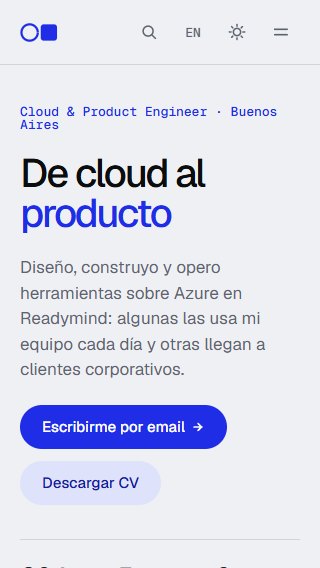 EN
Cloud & Product Engineer · Buenos
Aires
De cloud al
producto
Diseño, construyo y opero
herramientas sobre Azure en
Readymind: algunas las usa mi
equipo cada día y otras llegan a
clientes corporativos.
Escribirme por email →
Descargar CV